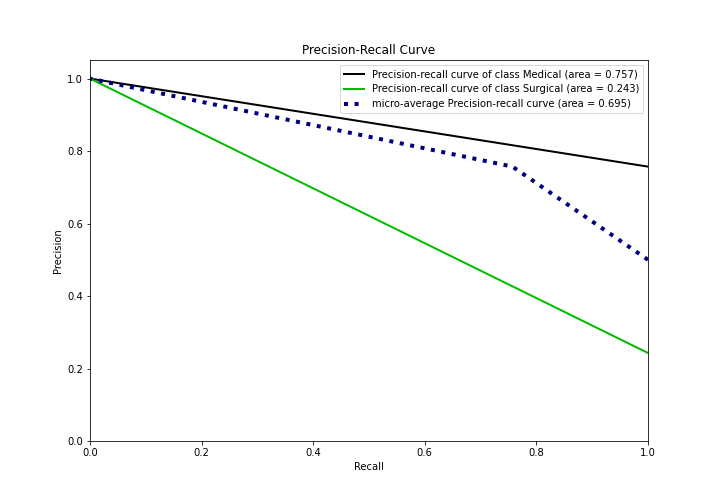 Precision-Recall Curve
Precision-recall curve of class Medical (area = 0.757)
Precision-recall curve of class Surgical (area = 0.243)
micro-average Precision-recall curve (area = 0.695)
1.0
0.8
0.6
0.4
0.2
0.0
Precision
0.0 0.2 0.4 0.6 0.8 1.0
Recall